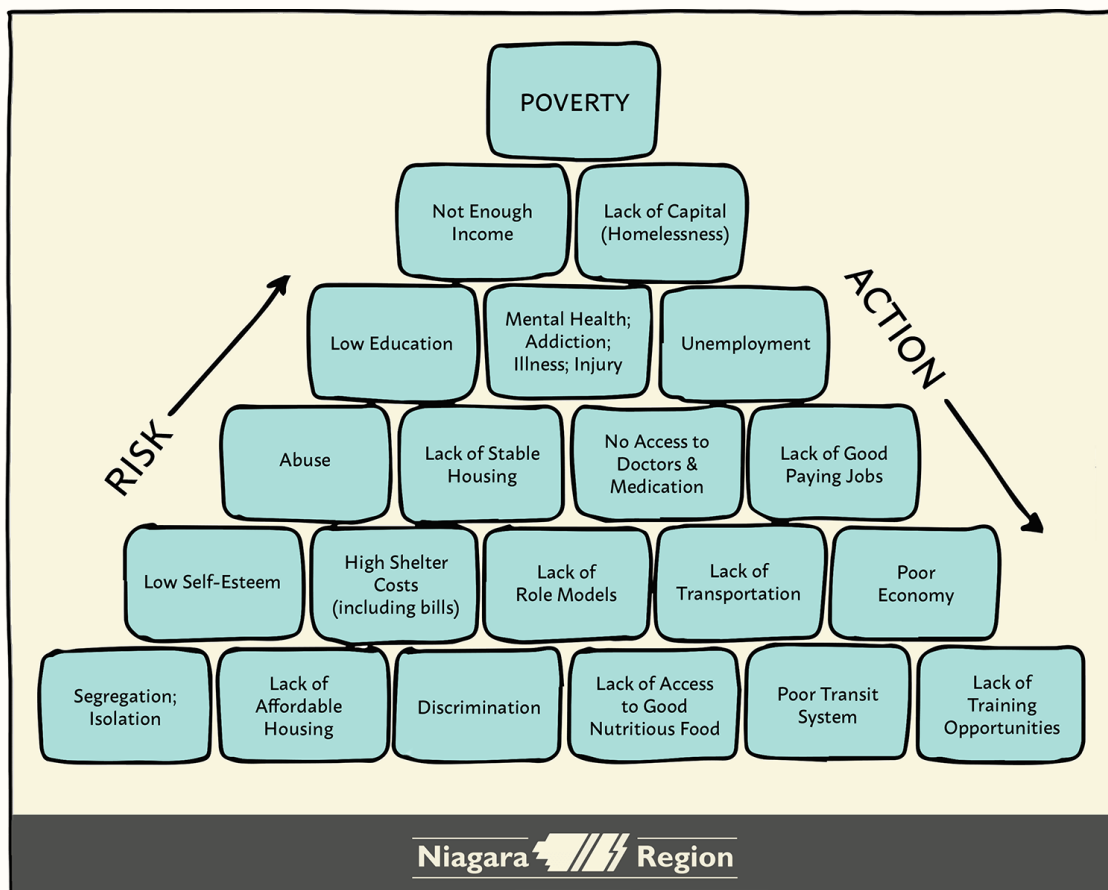 POVERTY
Not Enough
Income
Lack of Capital
(Homelessness)
Low Education
Mental Health;
Addiction;
Illness; Injury
Unemployment
RISK
ACTION
Abuse
Lack of Stable
Housing
No Access to
Doctors &
Medication
Lack of Good
Paying Jobs
Low Self-Esteem
High Shelter
Costs
(including bills)
Lack of
Role Models
Lack of
Transportation
Poor
Economy
Segregation;
Isolation
Lack of
Affordable
Housing
Discrimination
Lack of Access
to Good
Nutritious Food
Poor Transit
System
Lack of
Training
Opportunities
Niagara Region